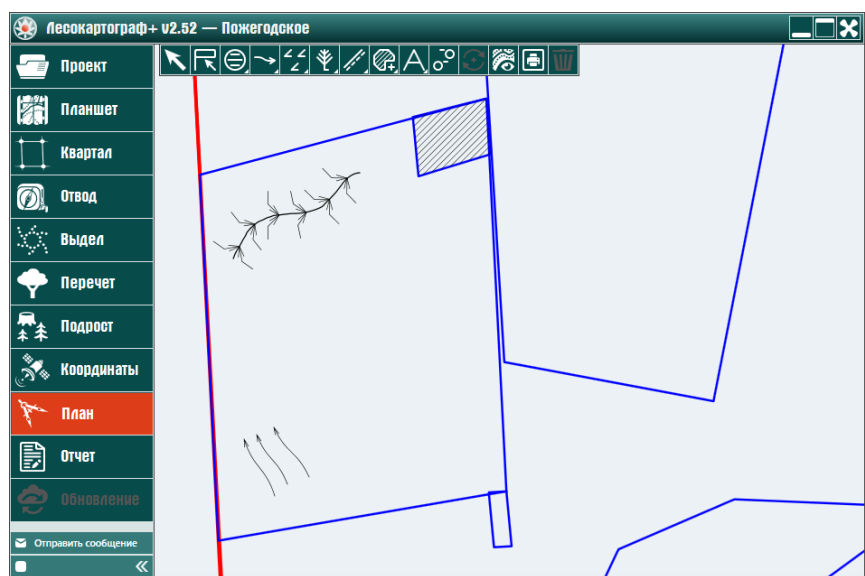 Лесокартограф+ v2.52 — Пожегодское
Проект
Планшет
Квартал
Отвод
Выдел
Перечет
Подрост
Координаты
План
Отчет
Обновление
Отправить сообщение